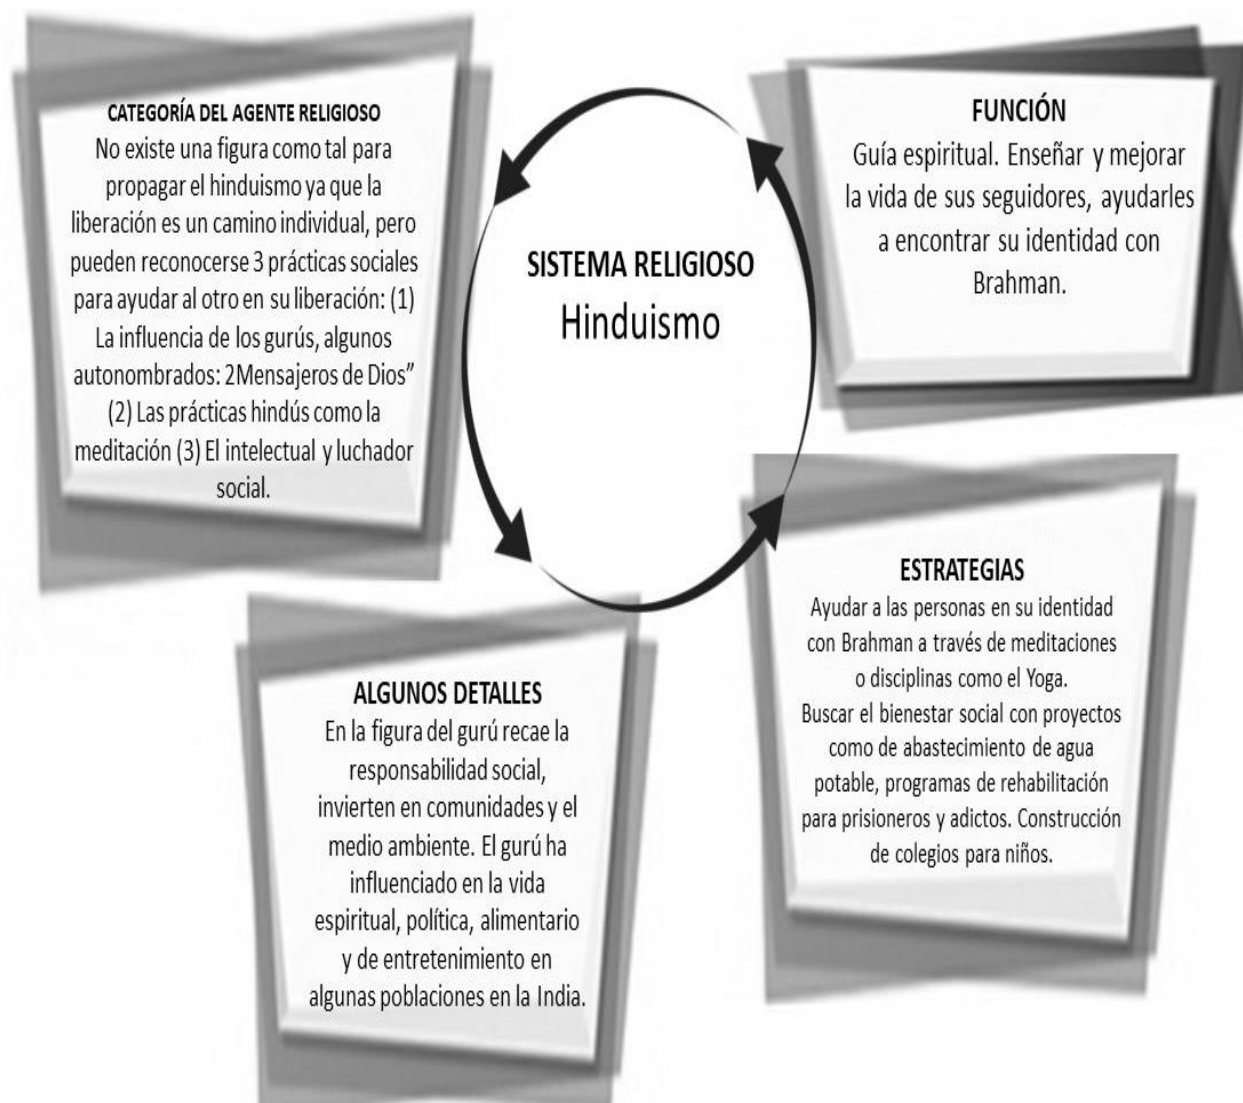 CATEGORÍA DEL AGENTE RELIGIOSO
No existe una figura como tal para
propagar el hinduismo ya que la
liberación es un camino individual, pero
pueden reconocerse 3 prácticas sociales
para ayudar al otro en su liberación: (1)
La influencia de los gurús, algunos
autonombrados: 2Mensajeros de Dios”
(2) Las prácticas hindús como la
meditación (3) El intelectual y luchador
social.
SISTEMA RELIGIOSO
Hinduismo
FUNCIÓN
Guía espiritual. Enseñar y mejorar
la vida de sus seguidores, ayudarles
a encontrar su identidad con
Brahman.
ALGUNOS DETALLES
En la figura del gurú recae la
responsabilidad social,
invierten en comunidades y el
medio ambiente. El gurú ha
influenciado en la vida
espiritual, política, alimentario
y de entretenimiento en
algunas poblaciones en la India.
ESTRATEGIAS
Ayudar a las personas en su identidad
con Brahman a través de meditaciones
o disciplinas como el Yoga.
Buscar el bienestar social con proyectos
como de abastecimiento de agua
potable, programas de rehabilitación
para prisioneros y adictos. Construcción
de colegios para niños.